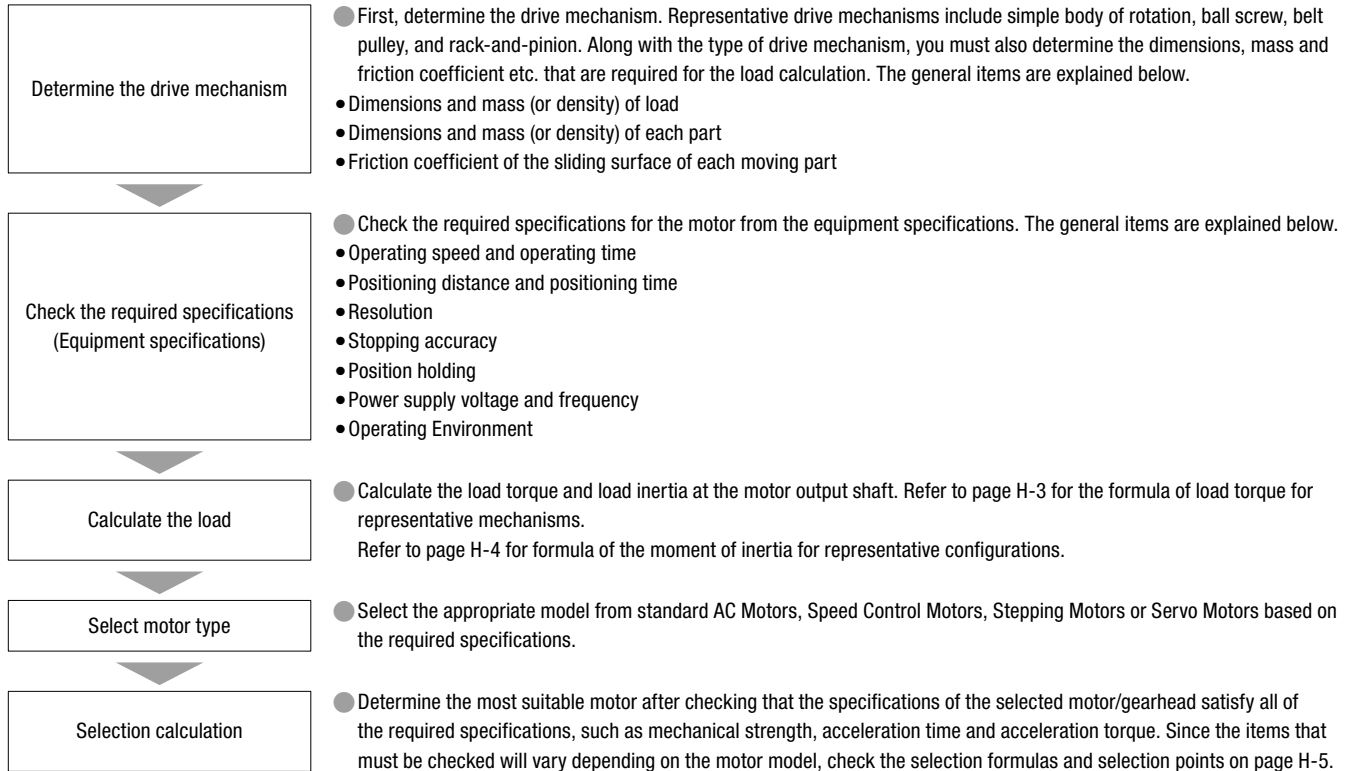 Determine the drive mechanism
● First, determine the drive mechanism. Representative drive mechanisms include simple body of rotation, ball screw, belt
pulley, and rack-and-pinion. Along with the type of drive mechanism, you must also determine the dimensions, mass and
friction coefficient etc. that are required for the load calculation. The general items are explained below.
•Dimensions and mass (or density) of load
•Dimensions and mass (or density) of each part
•Friction coefficient of the sliding surface of each moving part
Check the required specifications
(Equipment specifications)
● Check the required specifications for the motor from the equipment specifications. The general items are explained below.
•Operating speed and operating time
•Positioning distance and positioning time
•Resolution
•Stopping accuracy
•Position holding
•Power supply voltage and frequency
•Operating Environment
Calculate the load
● Calculate the load torque and load inertia at the motor output shaft. Refer to page H-3 for the formula of load torque for
representative mechanisms.
Refer to page H-4 for formula of the moment of inertia for representative configurations.
Select motor type
● Select the appropriate model from standard AC Motors, Speed Control Motors, Stepping Motors or Servo Motors based on
the required specifications.
Selection calculation
● Determine the most suitable motor after checking that the specifications of the selected motor/gearhead satisfy all of
the required specifications, such as mechanical strength, acceleration time and acceleration torque. Since the items that
must be checked will vary depending on the motor model, check the selection formulas and selection points on page H-5.